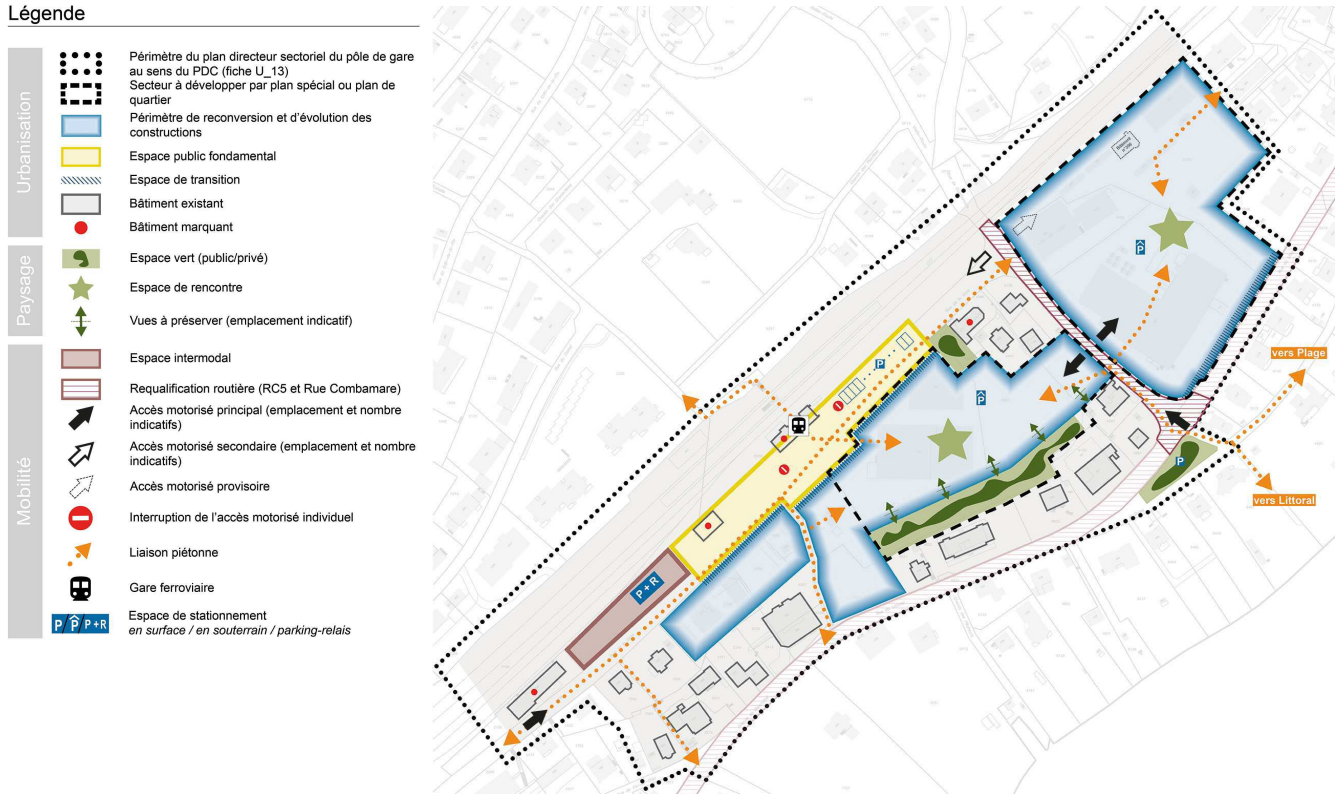 Légende
Urbanisation
Périmètre du plan directeur sectoriel du pôle de gare
au sens du PDC (fiche U_13)
Secteur à développer par plan spécial ou plan de
quartier
Périmètre de reconversion et d'évolution des
constructions
Espace public fondamental
Espace de transition
Bâtiment existant
Bâtiment marquant
Paysage
Espace vert (public/privé)
Espace de rencontre
Vues à préserver (emplacement indicatif)
Mobilité
Espace intermodal
Requalification routière (RC5 et Rue Combamare)
Accès motorisé principal (emplacement et nombre
indicatifs)
Accès motorisé secondaire (emplacement et nombre
indicatifs)
Accès motorisé provisoire
Interruption de l'accès motorisé individuel
Liaison piétonne
Gare ferroviaire
P/P/P+R
Espace de stationnement
en surface / en souterrain / parking-relais
Bâtiment
P
P
P
vers Plage
P
vers Littoral
P + R